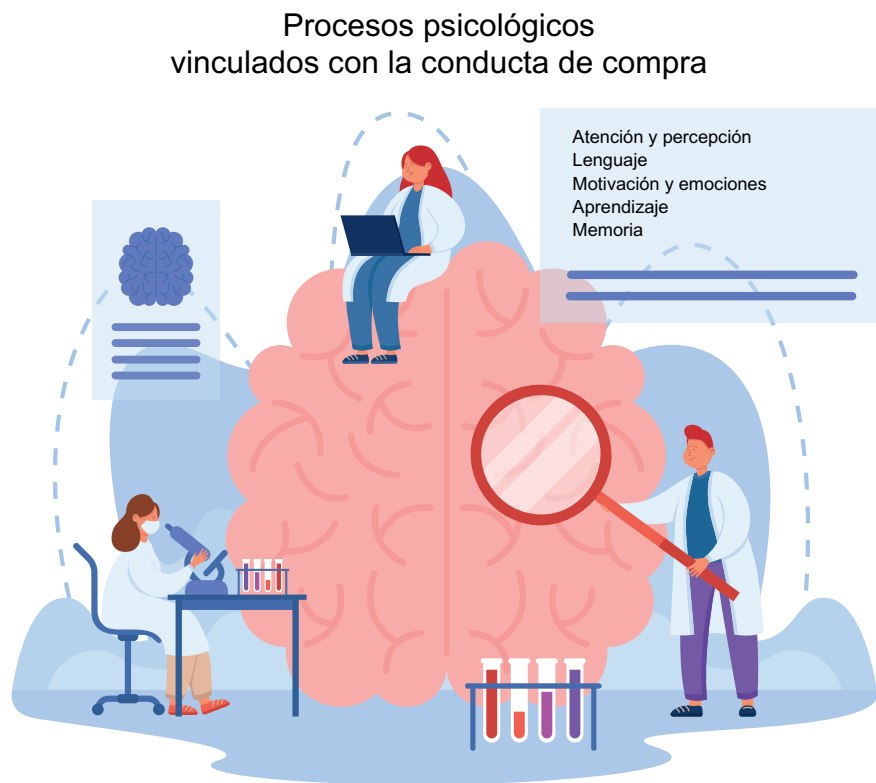 Procesos psicológicos
vinculados con la conducta de compra
Atención y percepción
Lenguaje
Motivación y emociones
Aprendizaje
Memoria